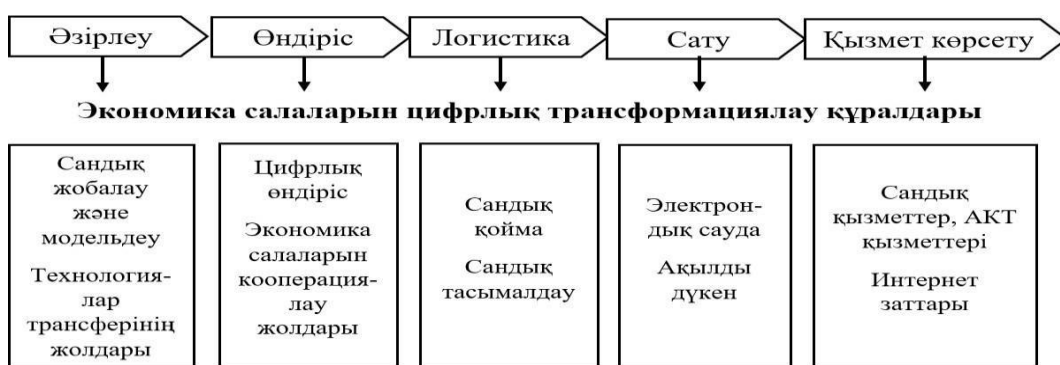 Әзірлеу
Өндіріс
Логистика
Сату
Қызмет көрсету
Экономика салаларын цифрлық трансформациялау құралдары
Сандық
жобалау
және
модельдеу
Технология-
лар
трансферінің
жолдары
Цифрлық
өндіріс
Экономика
салаларын
кооперация-
лау
жолдары
Сандық
қойма
Сандық
тасымалдау
Электрон-
дық сауда
Ақылды
дүкен
Сандық
қызметтер, АКТ
қызметтері
Интернет
заттары